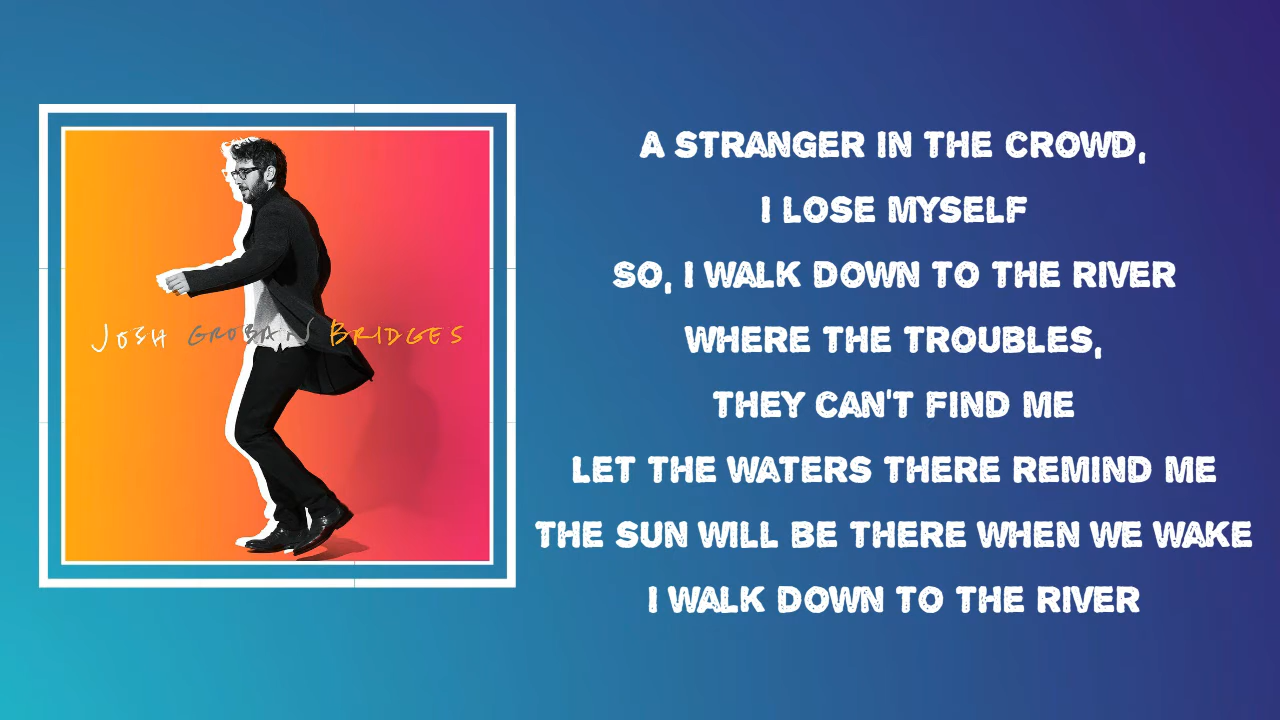 JOSH GROBAN BRIDGES
A STRANGER IN THE CROWD,
I LOSE MYSELF
SO, I WALK DOWN TO THE RIVER
WHERE THE TROUBLES,
THEY CAN'T FIND ME
LET THE WATERS THERE REMIND ME
THE SUN WILL BE THERE WHEN WE WAKE
I WALK DOWN TO THE RIVER